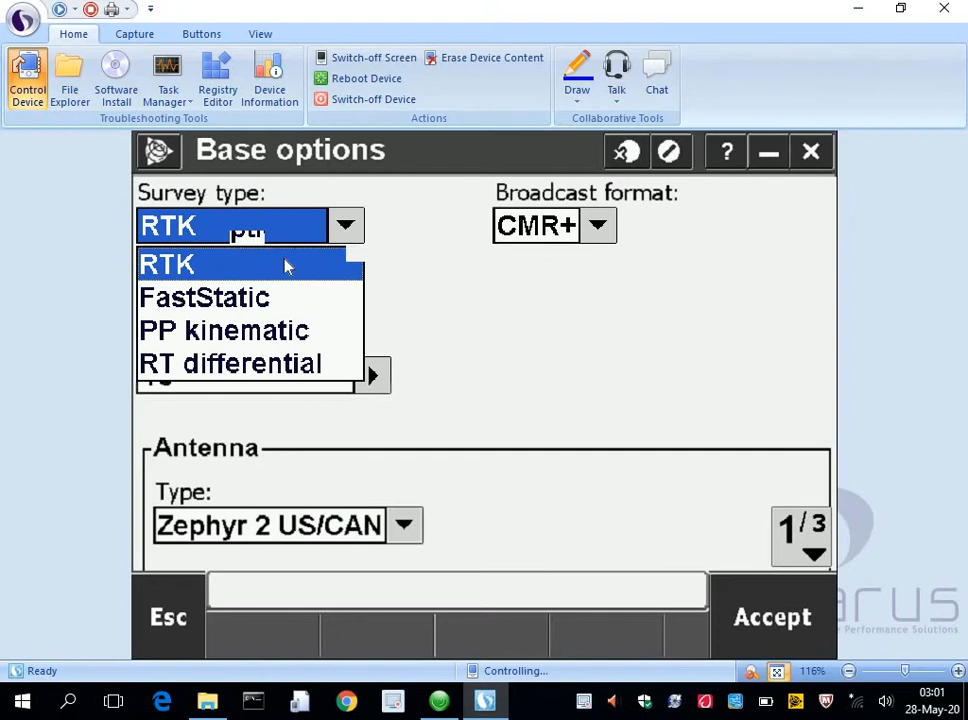 Home Capture Buttons View
Control Device
File Explorer
Software Install
Task Manager
Registry Editor
Device Information
Troubleshooting Tools
Switch-off Screen
Reboot Device
Switch-off Device
Erase Device Content
Actions
Draw
Talk
Chat
Collaborative Tools
Base options
?
Survey type:
Broadcast format:
RTK
CMR+
RTK
FastStatic
PP kinematic
RT differential
Antenna
Type:
Zephyr 2 US/CAN
1/3
Esc
Accept
arus
Performance Solutions
Ready
Controlling...
116%
03:01
28-May-20